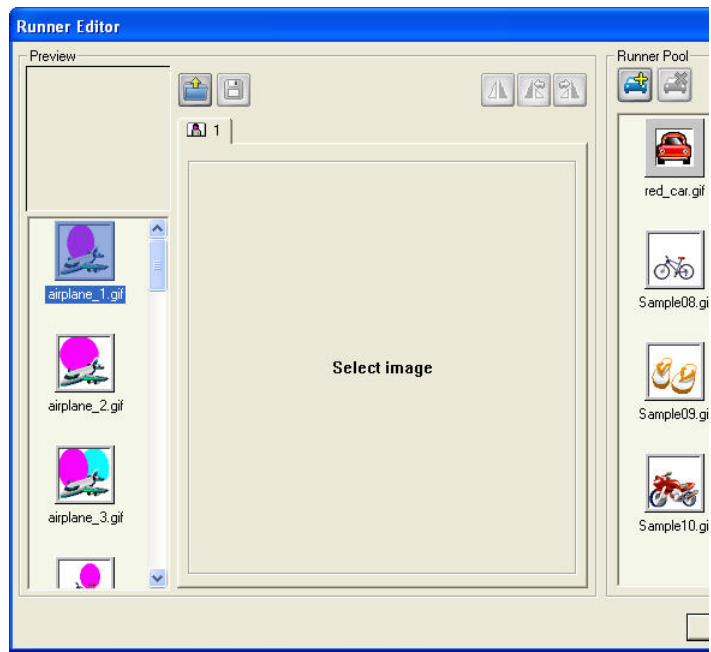 Runner Editor
Preview
Runner Pool
1
Select image
airplane_1.gif
airplane_2.gif
airplane_3.gif
red_car.gif
Sample08.gi
Sample09.gi
Sample10.gi